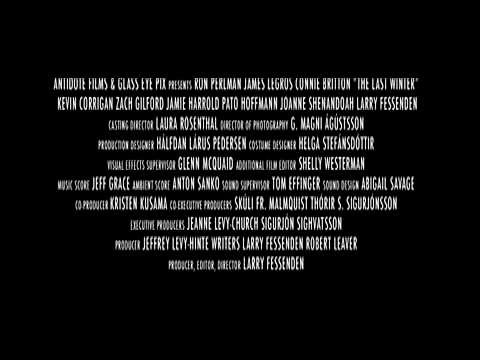 ANTIDOTE FILMS & GLASS EYE PIX PRESENTS RON PERLMAN JAMES LEGROS CONNIE BRITTON "THE LAST WINTER"
KEVIN CORRIGAN ZACH GILFORD JAMIE HARROLD PATO HOFFMANN JOANNE SHENANDOAH LARRY FESSENDEN
CASTING DIRECTOR LAURA ROSENTHAL DIRECTOR OF PHOTOGRAPHY G. MAGNI ÁGÚSTSSON
PRODUCTION DESIGNER HÁLFDAN LÁRUS PEDERSEN COSTUME DESIGNER HELGA STEFÁNSDÓTTIR
VISUAL EFFECTS SUPERVISOR GLENN MCQUAID ADDITIONAL FILM EDITOR SHELLY WESTERMAN
MUSIC SCORE JEFF GRACE AMBIENT SCORE ANTON SANKO SOUND SUPERVISOR TOM EFFINGER SOUND DESIGN ABIGAIL SAVAGE
CO-PRODUCER KRISTEN KUSAMA CO EXECUTIVE PRODUCERS SKÚLI FR. MALMQUIST THÓRIR S. SIGURJÓNSSON
EXECUTIVE PRODUCERS JEANNE LEVY-CHURCH SIGURJÓN SIGHVATSSON
PRODUCER JEFFREY LEVY-HINTE WRITERS LARRY FESSENDEN ROBERT LEAVER
PRODUCER, EDITOR, DIRECTOR LARRY FESSENDEN